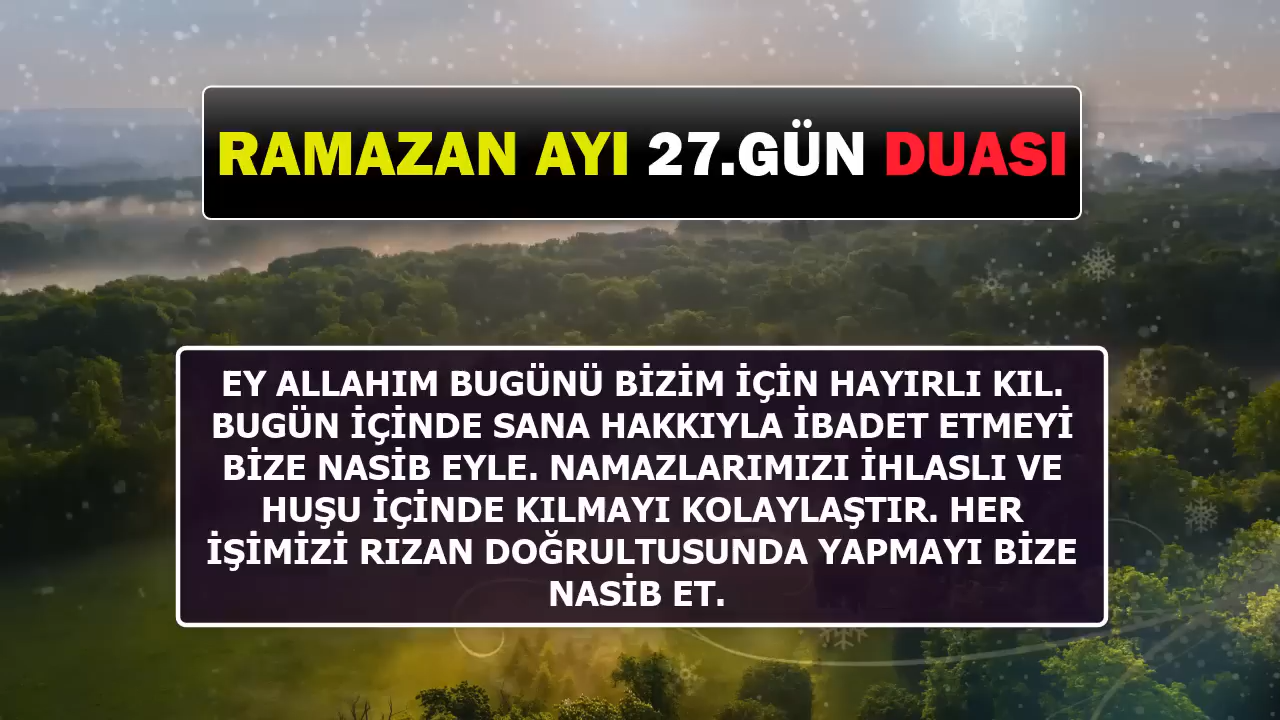 RAMAZAN AYI 27.GÜN DUASI
EY ALLAHIM BUGÜNÜ BİZİM İÇİN HAYIRLI KIL.
BUGÜN İÇİNDE SANA HAKKIYLA İBADET ETMEYİ
BİZE NASİB EYLE. NAMAZLARIMIZI İHLASLI VE
HUŞU İÇİNDE KILMAYI KOLAYLAŞTIR. HER
İŞİMİZİ RIZAN DOĞRULTUSUNDA YAPMAYI BİZE
NASİB ET.